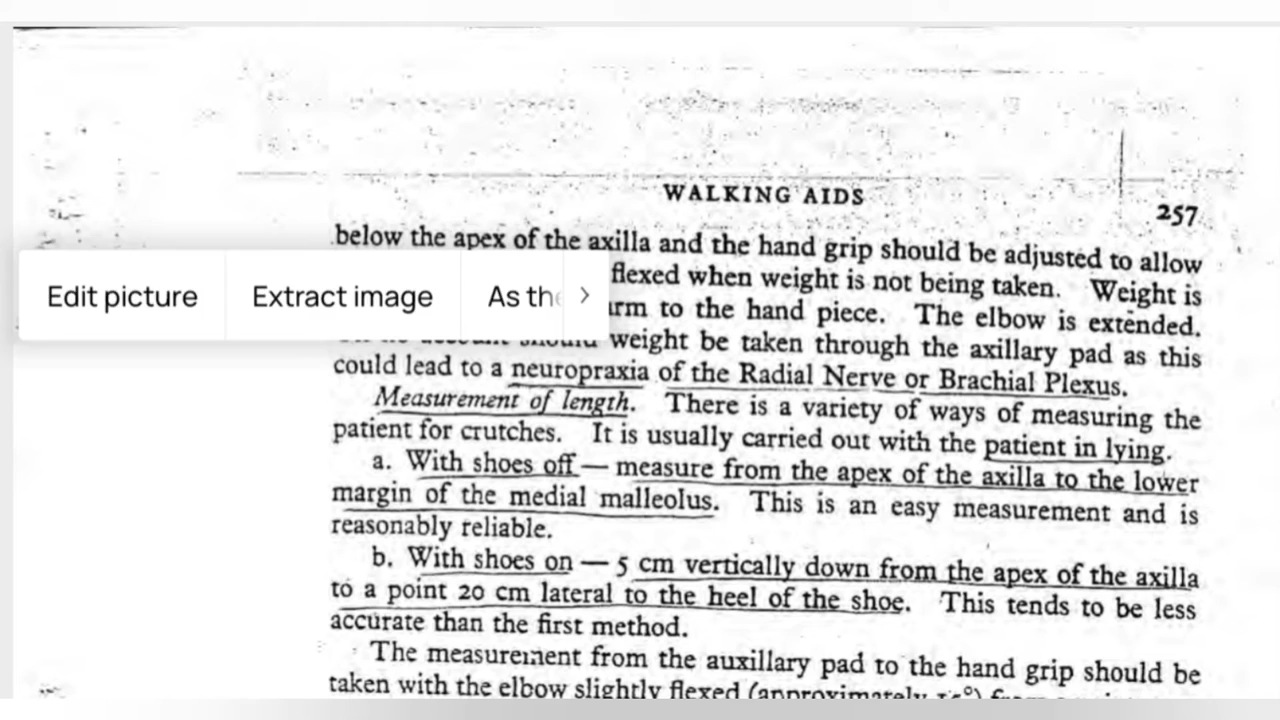 WALKING AIDS
257
below the apex of the axilla and the hand grip should be adjusted to allow
flexed when weight is not being taken. Weight is
Edit picture Extract image As the
to the hand piece. The elbow is extended.
weight be taken through the axillary pad as this
could lead to a neuropraxia of the Radial Nerve or Brachial Plexus.
Measurement of length. There is a variety of ways of measuring the
patient for crutches. It is usually carried out with the patient in lying.
a. With shoes off — measure from the apex of the axilla to the lower
margin of the medial malleolus. This is an easy measurement and is
reasonably reliable.
b. With shoes on — 5 cm vertically down from the apex of the axilla
to a point 20 cm lateral to the heel of the shoe. This tends to be less
accurate than the first method.
The measurement from the auxillary pad to the hand grip should be
taken with the elbow slightly flexed (approximately